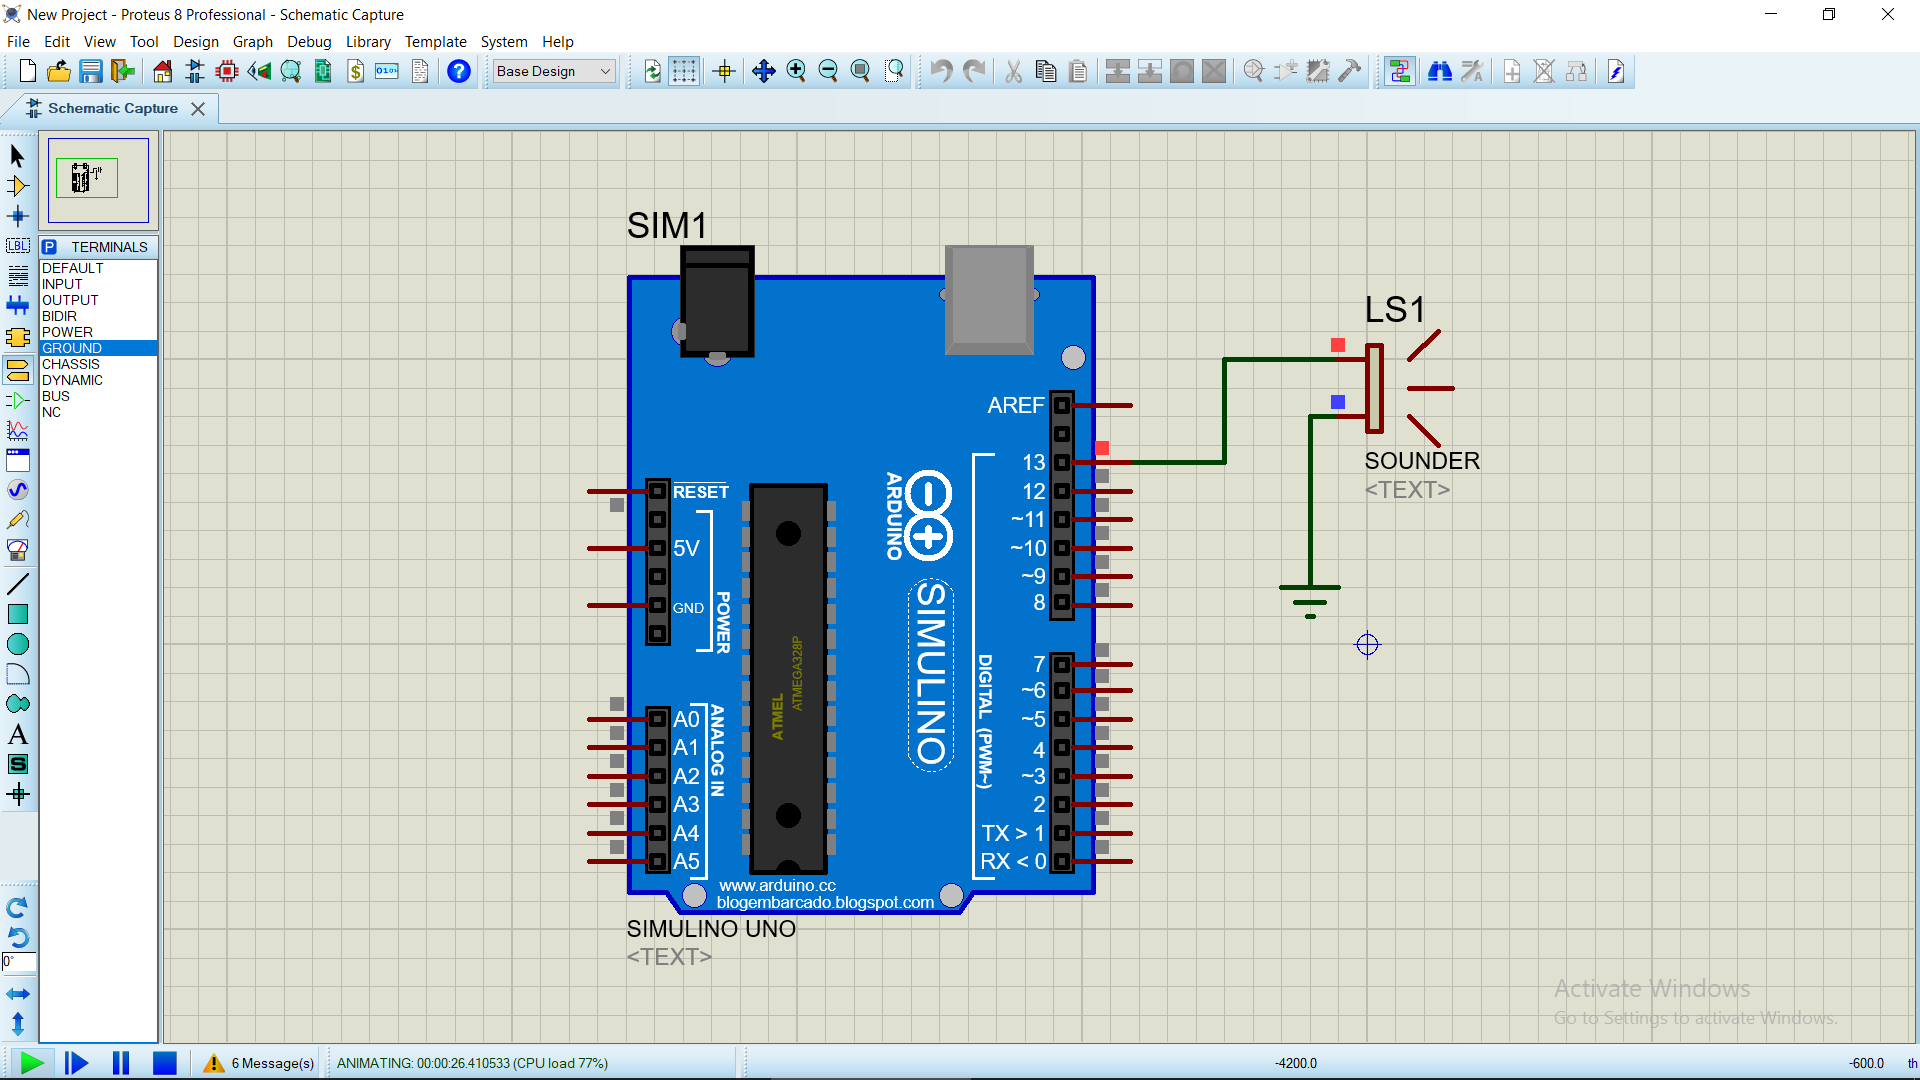 New Project - Proteus 8 Professional - Schematic Capture
File Edit View Tool Design Graph Debug Library Template System Help
Base Design
Schematic Capture
LBL
P TERMINALS
DEFAULT
INPUT
OUTPUT
BIDIR
POWER
GROUND
CHASSIS
DYNAMIC
BUS
NC
A
S
0°
SIM1
AREF
13
12
~11
~10
~9
8
7
~6
~5
4
~3
2
TX > 1
RX < 0
DIGITAL (PWM~)
ARDUINO
SIMULINO
RESET
5V
GND
POWER
A0
A1
A2
A3
A4
A5
ANALOG IN
ATMEL
ATMEGA328P
www.arduino.cc
blogembarcado.blogspot.com
SIMULINO UNO
<TEXT>
LS1
SOUNDER
<TEXT>
Activate Windows
Go to Settings to activate Windows.
6 Message(s) ANIMATING: 00:00:26.410533 (CPU load 77%) -4200.0 -600.0 th